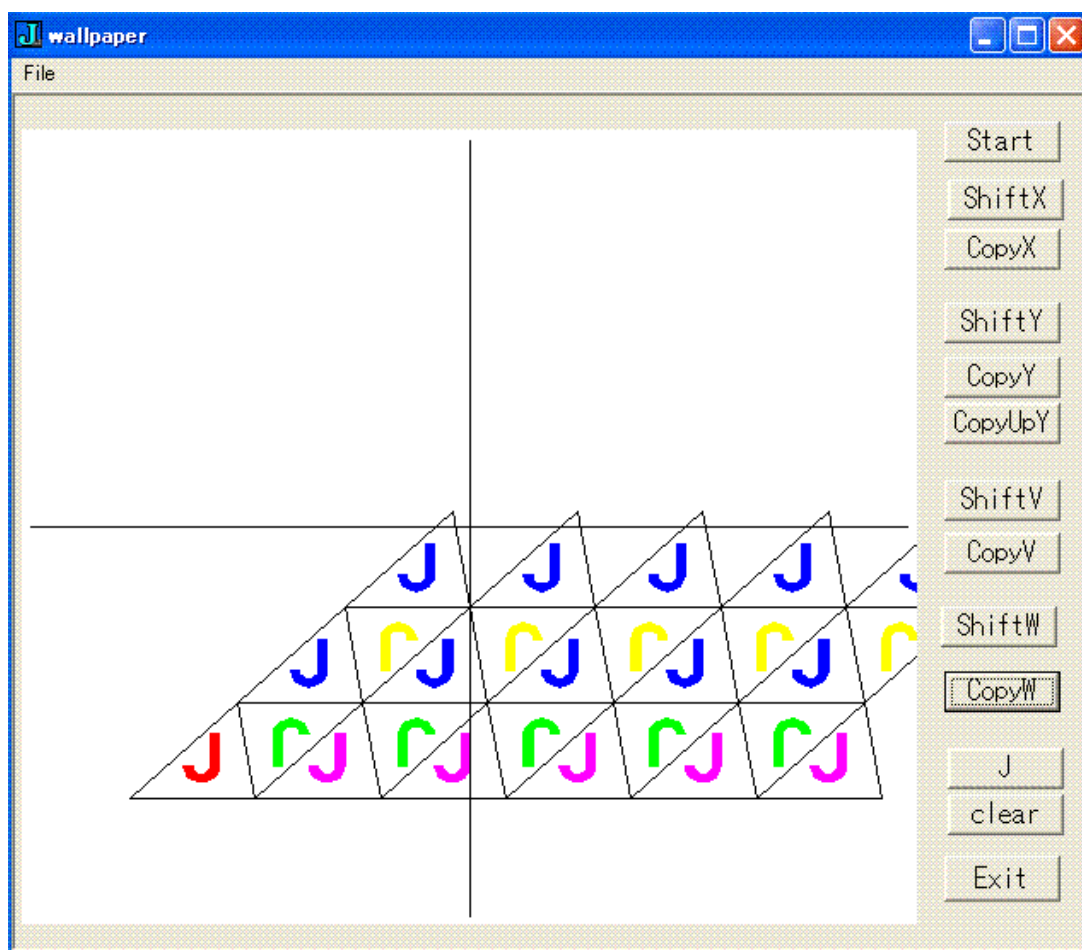 J wallpaper
File
Start
ShiftX
CopyX
ShiftY
CopyY
CopyUpY
ShiftV
CopyV
ShiftW
CopyW
J
clear
Exit
J J J J J
J J J J J J J J J
J J J J J J J J J J J